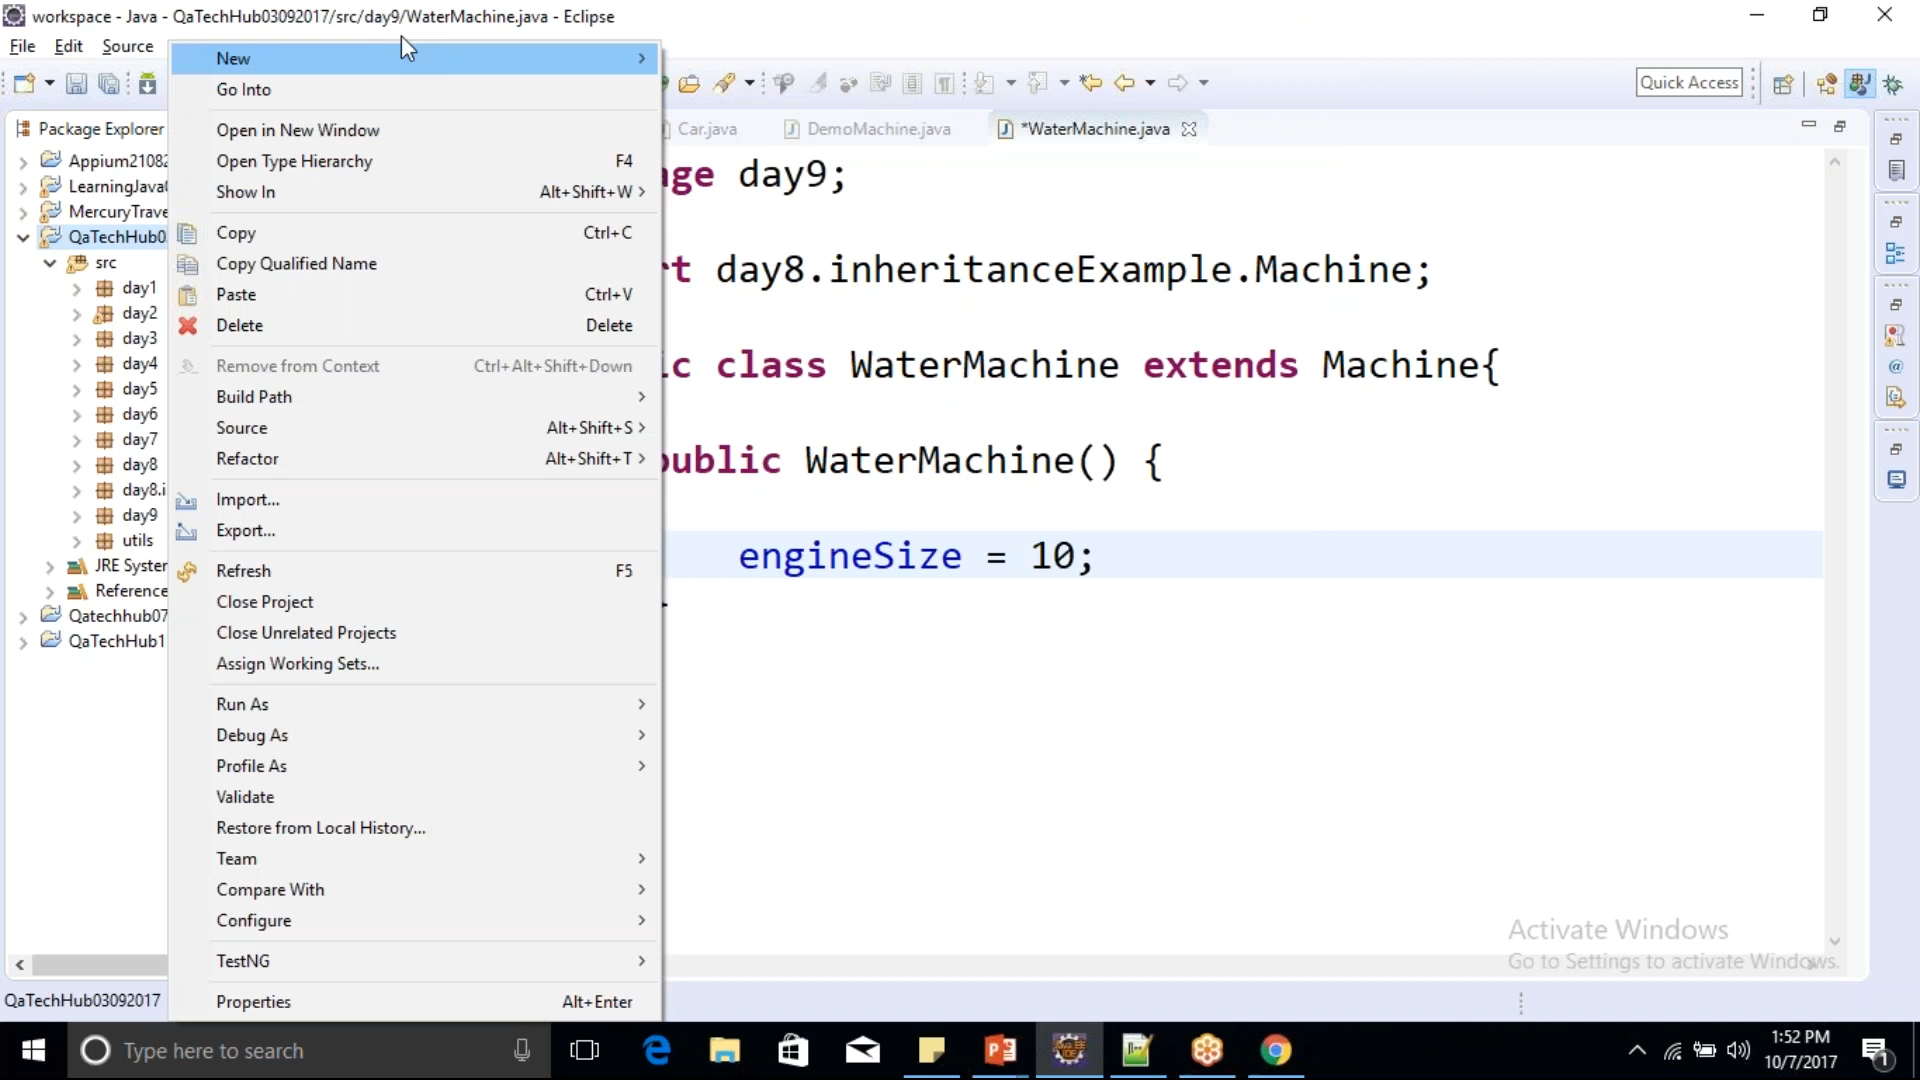 workspace - Java - QaTechHub03092017/src/day9/WaterMachine.java - Eclipse
File Edit Source
Quick Access
Package Explorer
Car.java DemoMachine.java *WaterMachine.java
Appium2108
LearningJava
MercuryTrave
QaTechHub0
src
day1
day2
day3
day4
day5
day6
day7
day8
day8.i
day9
utils
JRE Syster
Reference
Qatechhub07
QaTechHub1
New
Go Into
Open in New Window
Open Type Hierarchy F4
Show In Alt+Shift+W
Copy Ctrl+C
Copy Qualified Name
Paste Ctrl+V
Delete Delete
Remove from Context Ctrl+Alt+Shift+Down
Build Path
Source Alt+Shift+S
Refactor Alt+Shift+T
Import...
Export...
Refresh F5
Close Project
Close Unrelated Projects
Assign Working Sets...
Run As
Debug As
Profile As
Validate
Restore from Local History...
Team
Compare With
Configure
TestNG
Properties Alt+Enter
age day9;
rt day8.inheritanceExample.Machine;
ic class WaterMachine extends Machine{
public WaterMachine() {
engineSize = 10;
Activate Windows
Go to Settings to activate Windows.
QaTechHub03092017
Type here to search
1:52 PM
10/7/2017
1